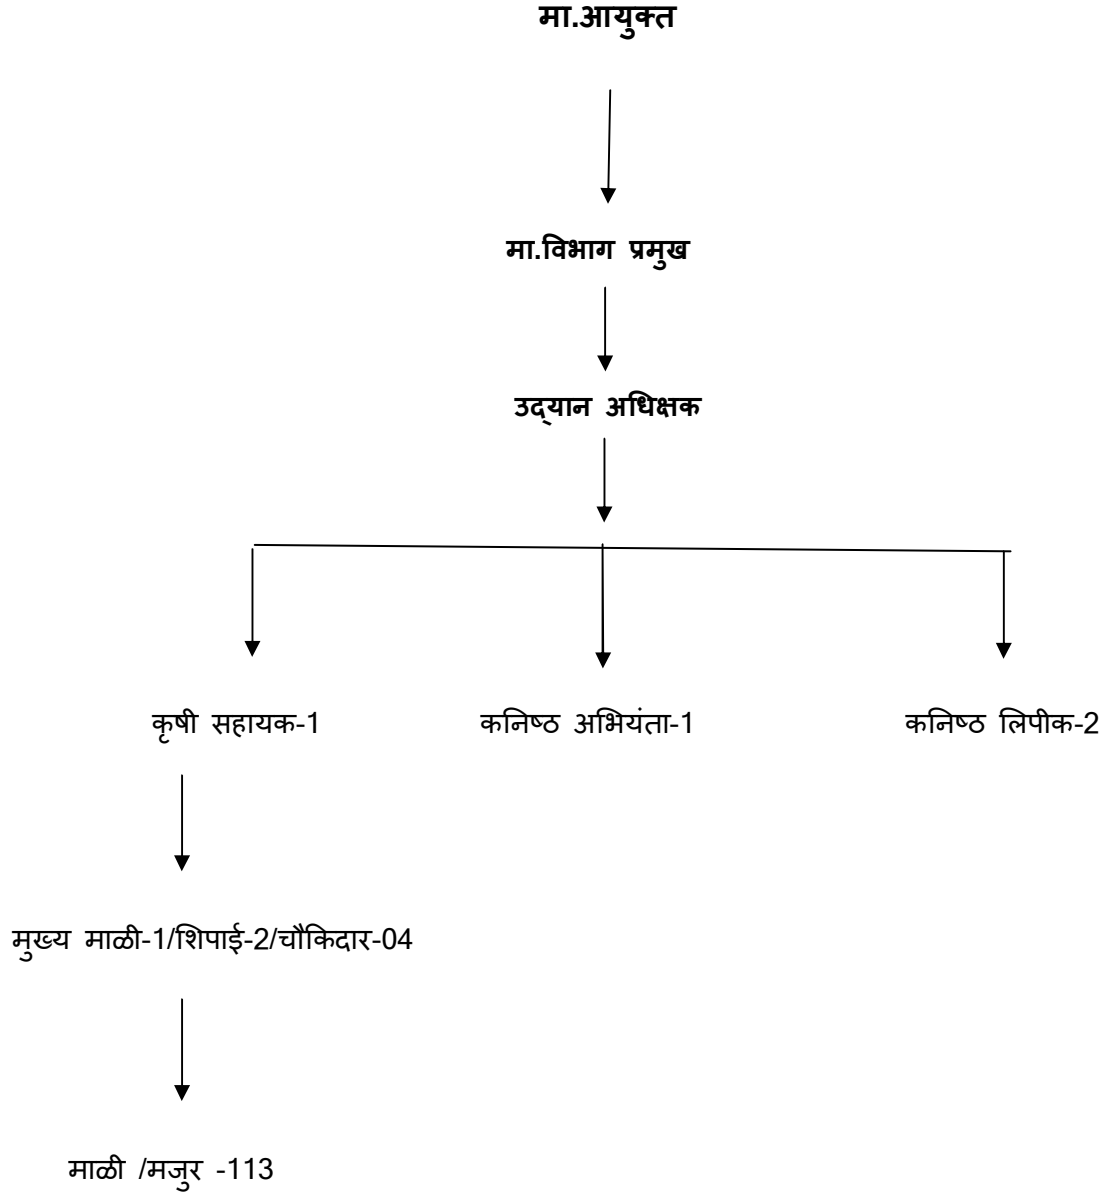 मा.आयुक्त
मा.विभाग प्रमुख
उद्‌यान अधिक्षक
कृषी सहायक-1 कनिष्ठ अभियंता-1 कनिष्ठ लिपीक-2
मुख्य माळी-1/शिपाई-2/चौकिदार-04
माळी /मजुर -113